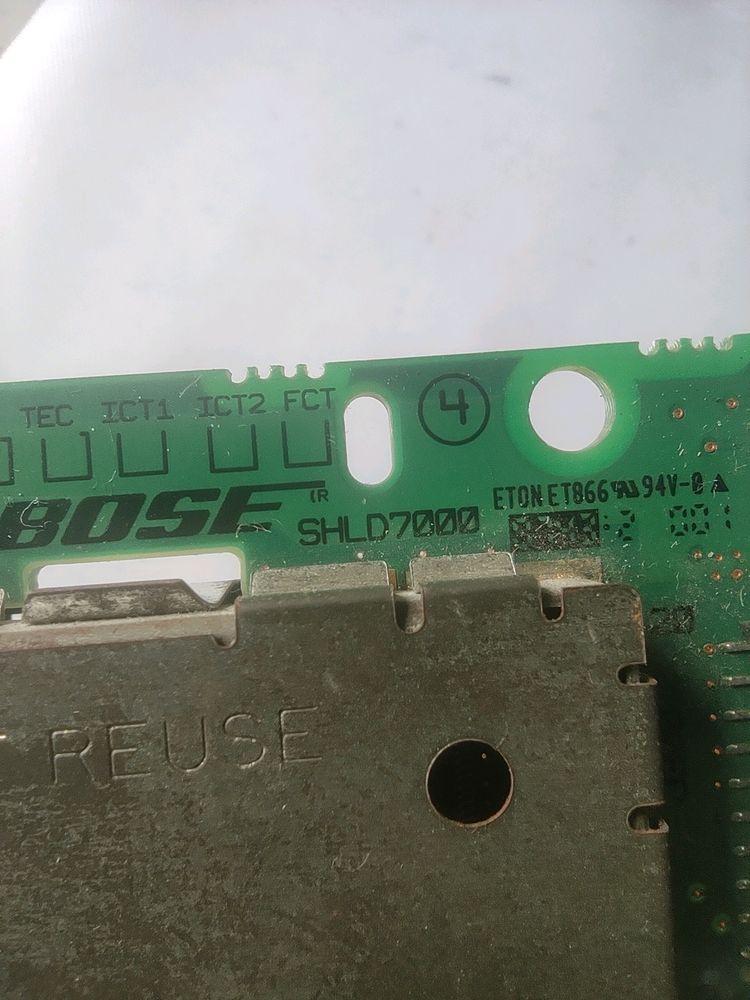 TEC ICT1 ICT2 FCT
4
BOSE R
SHLD7000
ETON ET866 94V-0
REUSE